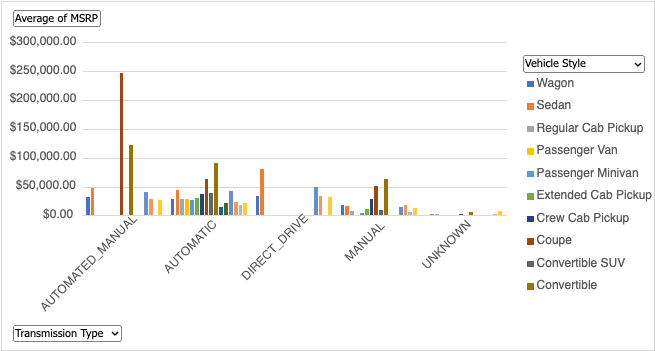 Average of MSRP
$300,000.00
$250,000.00
$200,000.00
$150,000.00
$100,000.00
$50,000.00
$0.00
AUTOMATED_MANUAL
AUTOMATIC
DIRECT_DRIVE
MANUAL
UNKNOWN
Transmission Type
Vehicle Style
Wagon
Sedan
Regular Cab Pickup
Passenger Van
Passenger Minivan
Extended Cab Pickup
Crew Cab Pickup
Coupe
Convertible SUV
Convertible